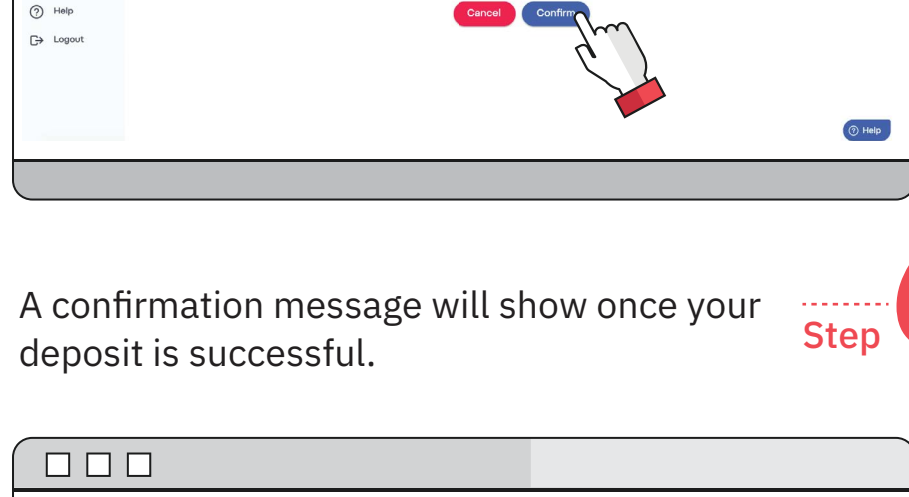 Help
Cancel Confirm
Logout
Help
A confirmation message will show once your
deposit is successful.
Step